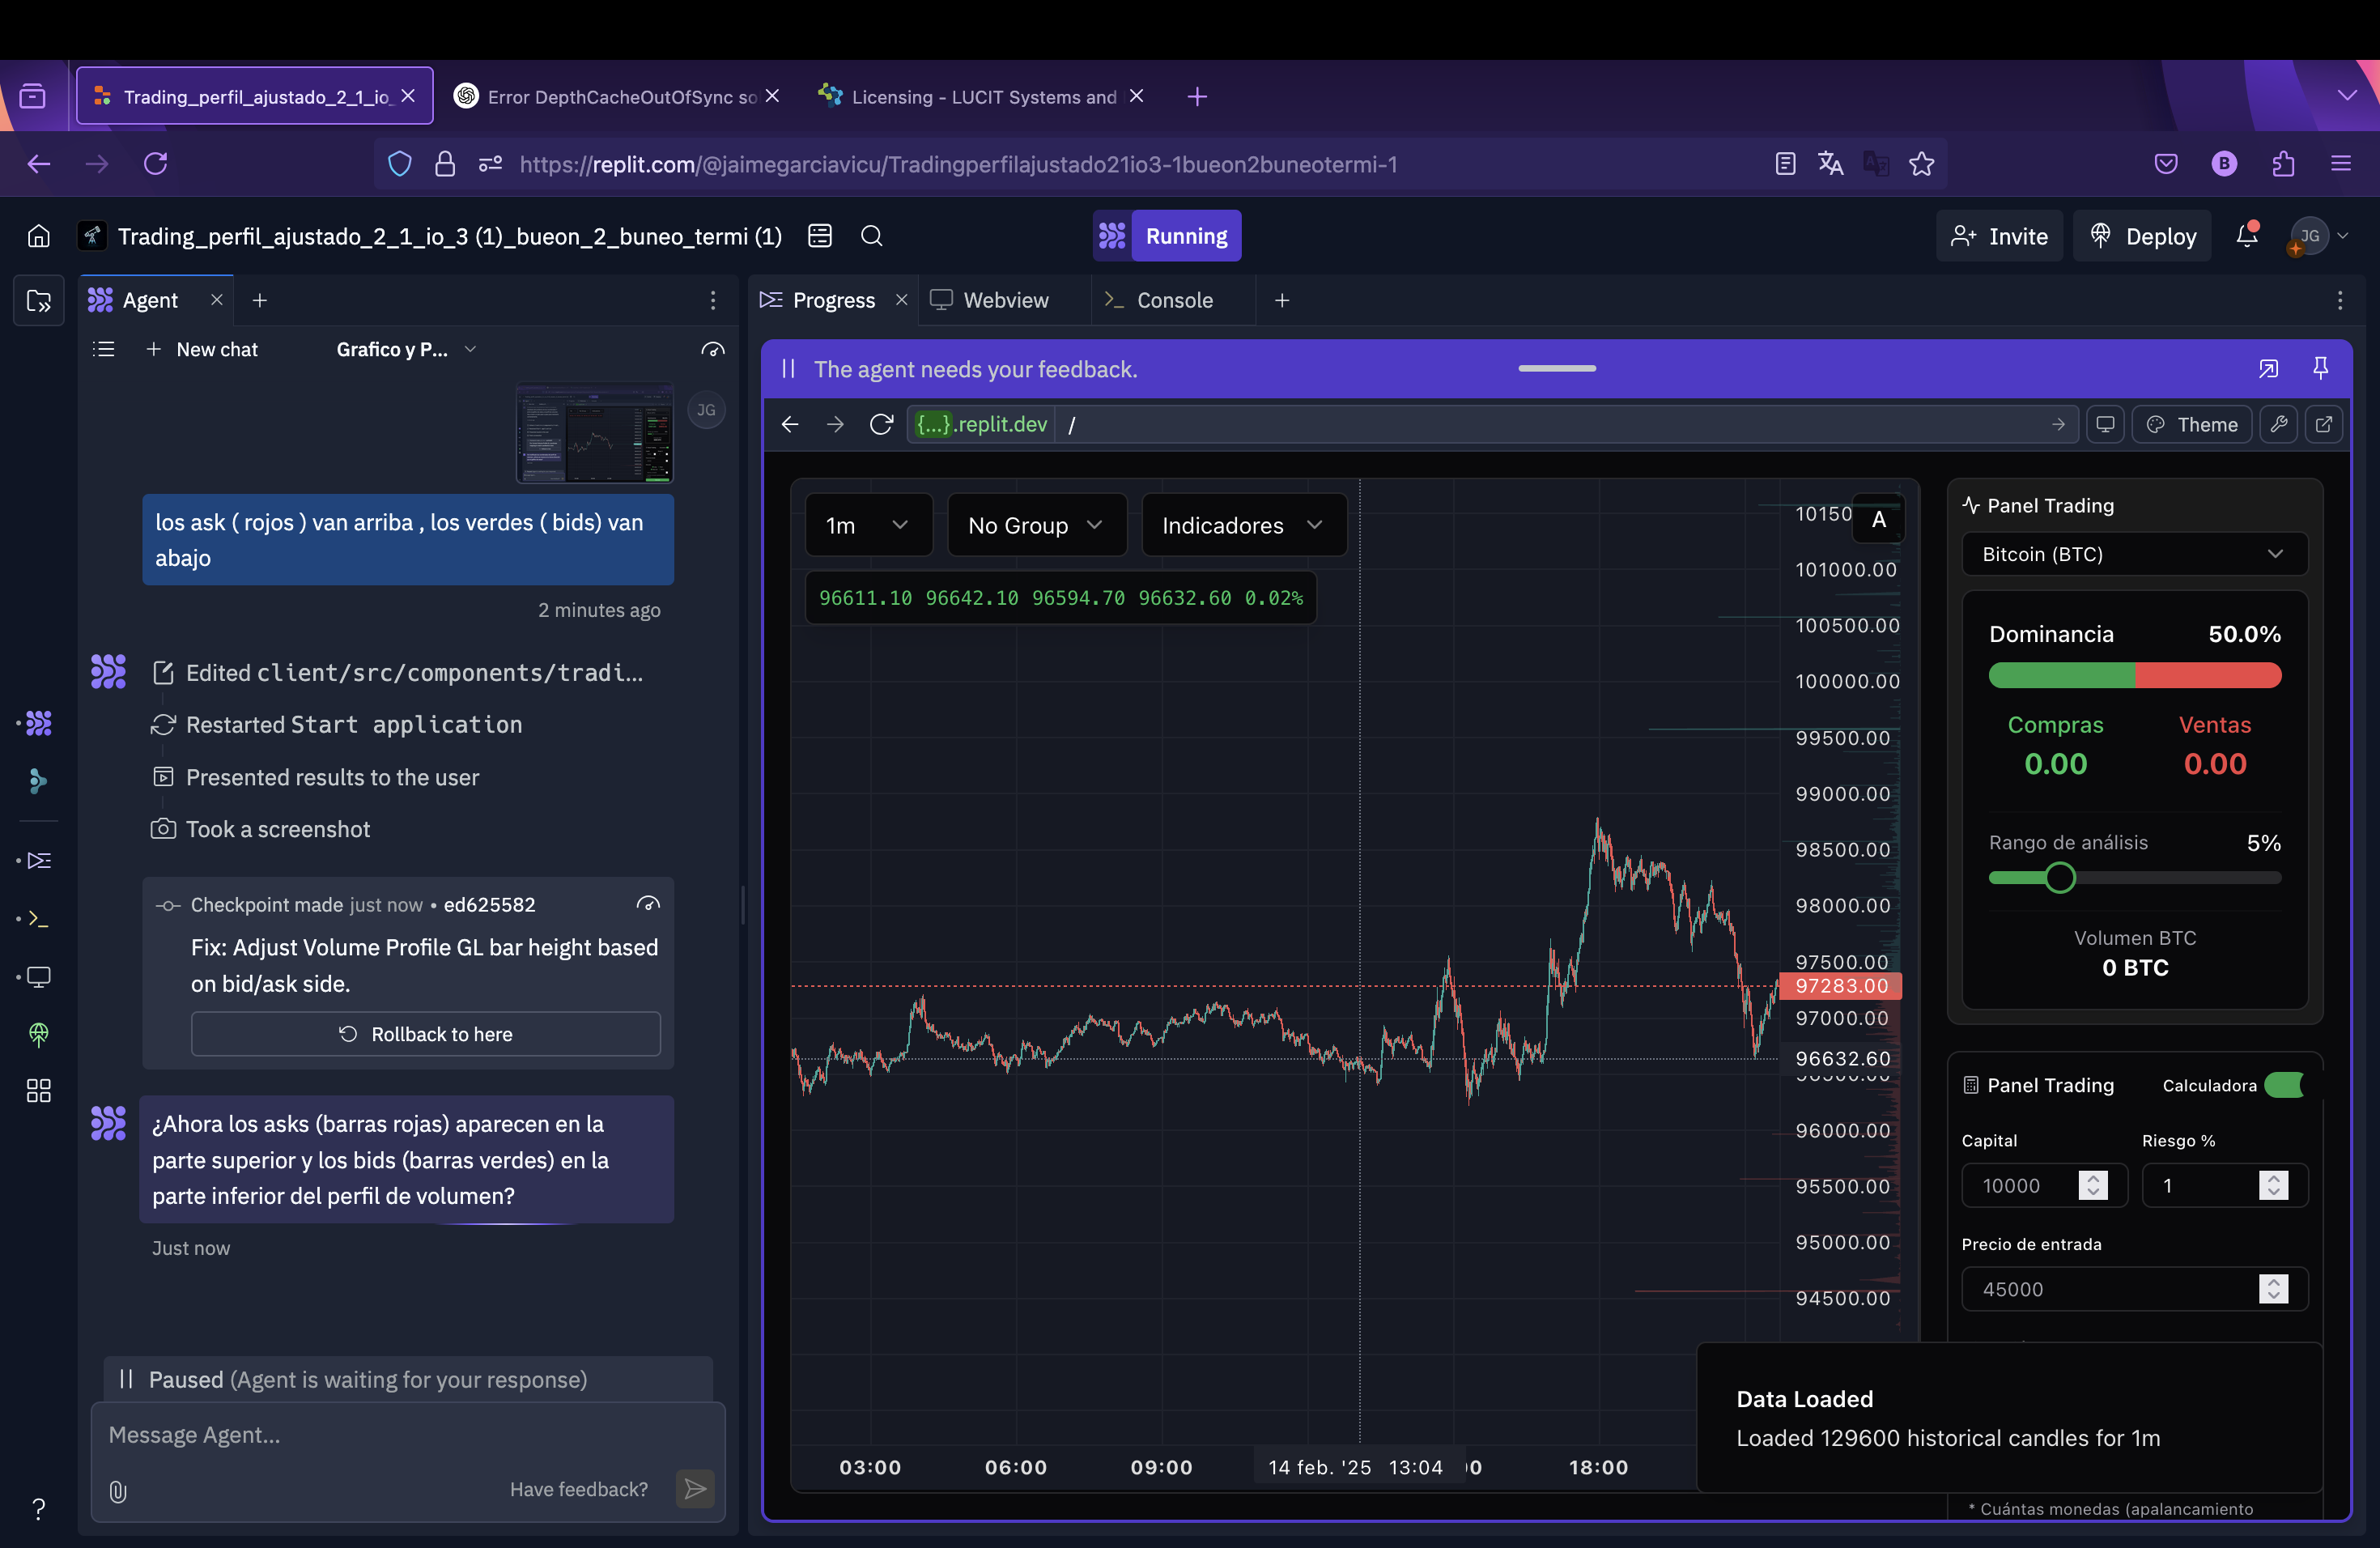 Trading_perfil_ajustado_2_1_io_
Error DepthCacheOutOfSync so
Licensing - LUCIT Systems and
https://replit.com/@jaimegarciavicu/Tradingperfilajustado21io3-1bueon2buneotermi-1
B
Trading_perfil_ajustado_2_1_io_3 (1)_bueon_2_buneo_termi (1)
Running
Invite
Deploy
JG
Agent
Progress
Webview
Console
New chat
Grafico y P...
The agent needs your feedback.
JG
{...}.replit.dev
/
Theme
los ask ( rojos ) van arriba , los verdes ( bids) van
abajo
2 minutes ago
Edited client/src/components/tradi...
Restarted Start application
Presented results to the user
Took a screenshot
Checkpoint made just now • ed625582
Fix: Adjust Volume Profile GL bar height based
on bid/ask side.
Rollback to here
¿Ahora los asks (barras rojas) aparecen en la
parte superior y los bids (barras verdes) en la
parte inferior del perfil de volumen?
Just now
Paused (Agent is waiting for your response)
Message Agent...
Have feedback?
?
1m
No Group
Indicadores
96611.10 96642.10 96594.70 96632.60 0.02%
A
10150
101000.00
100500.00
100000.00
99500.00
99000.00
98500.00
98000.00
97500.00
97283.00
97000.00
96632.60
96000.00
95500.00
95000.00
94500.00
03:00
06:00
09:00
14 feb. '25 13:04
18:00
Panel Trading
Bitcoin (BTC)
Dominancia 50.0%
Compras Ventas
0.00 0.00
Rango de análisis 5%
Volumen BTC
0 BTC
Panel Trading
Calculadora
Capital Riesgo %
10000 1
Precio de entrada
45000
Data Loaded
Loaded 129600 historical candles for 1m
* Cuántas monedas (apalancamiento